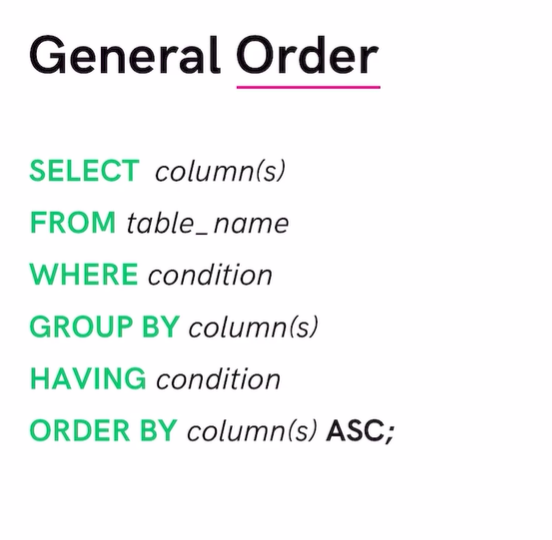 General Order
SELECT column(s)
FROM table_name
WHERE condition
GROUP BY column(s)
HAVING condition
ORDER BY column(s) ASC;